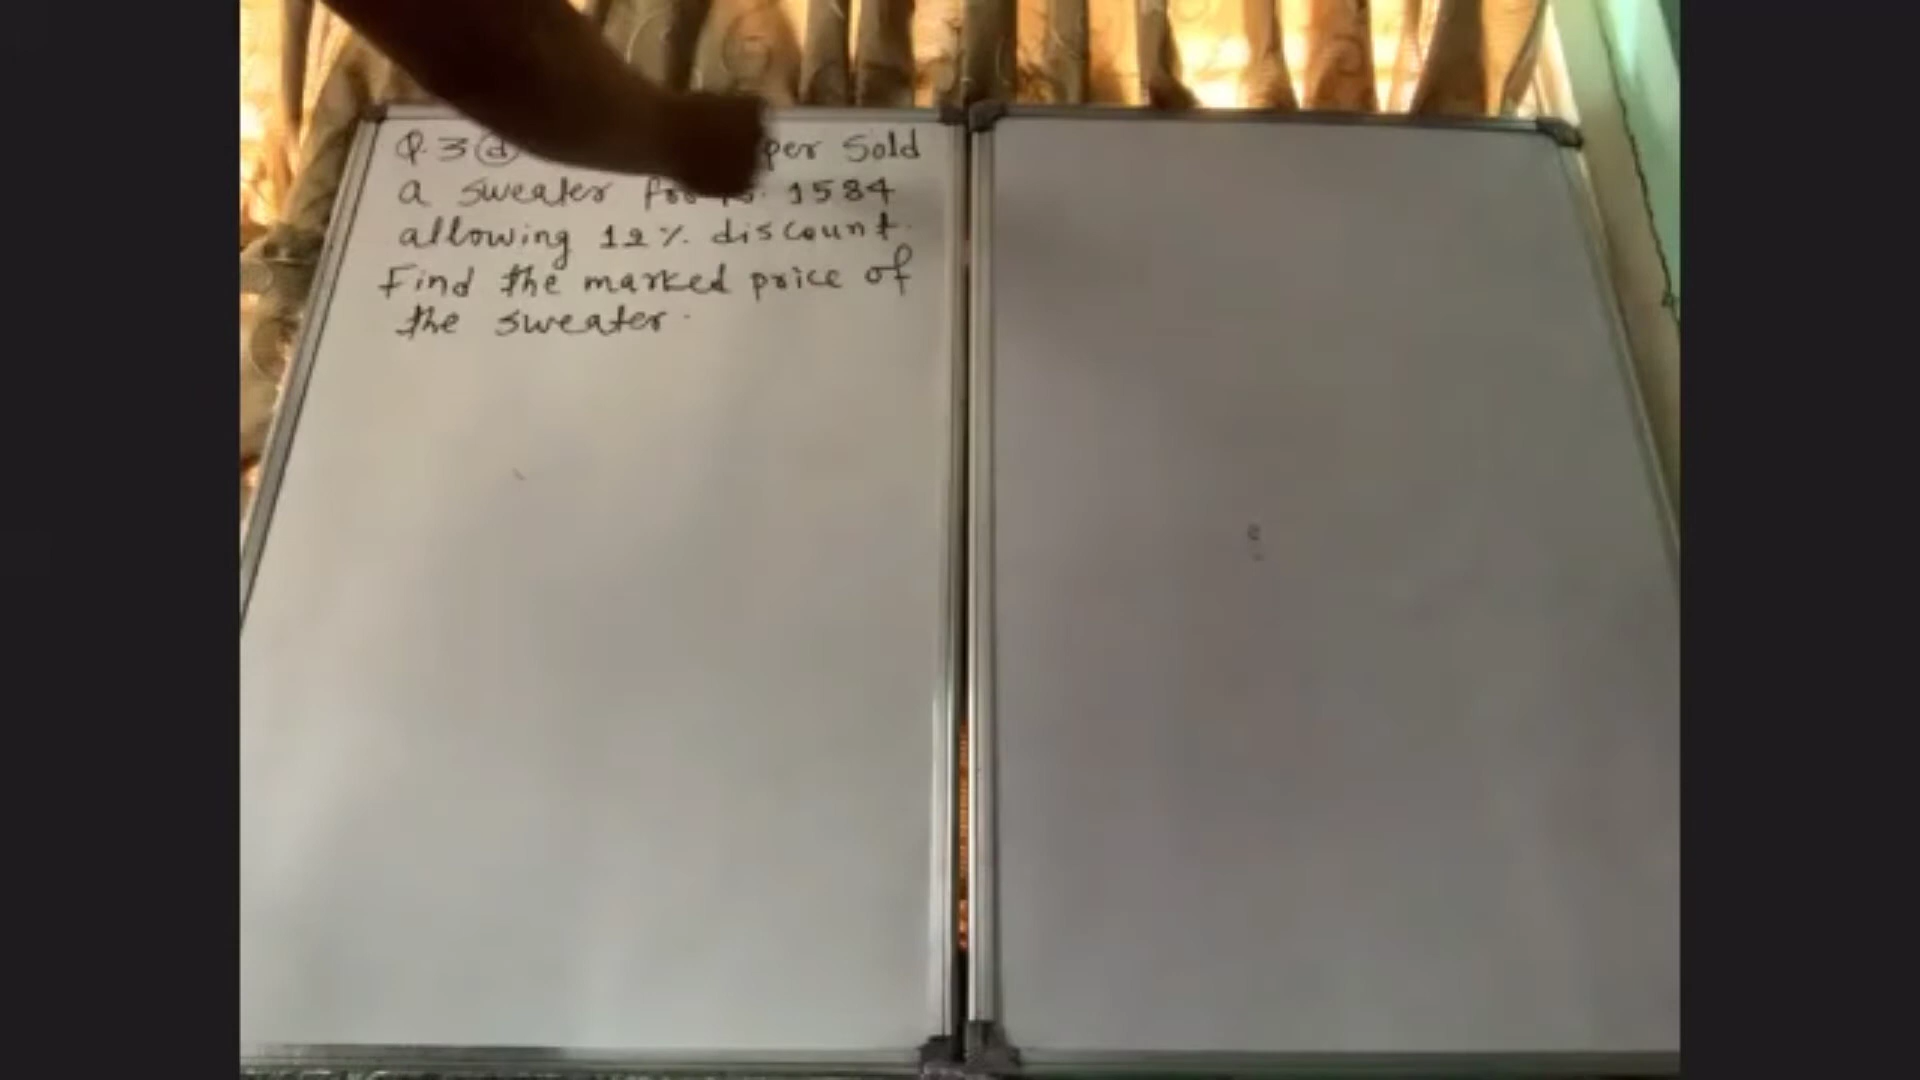 Q.3 (d) per Sold
a sweater 1584
allowing 12% discount.
Find the marked price of
the sweater.